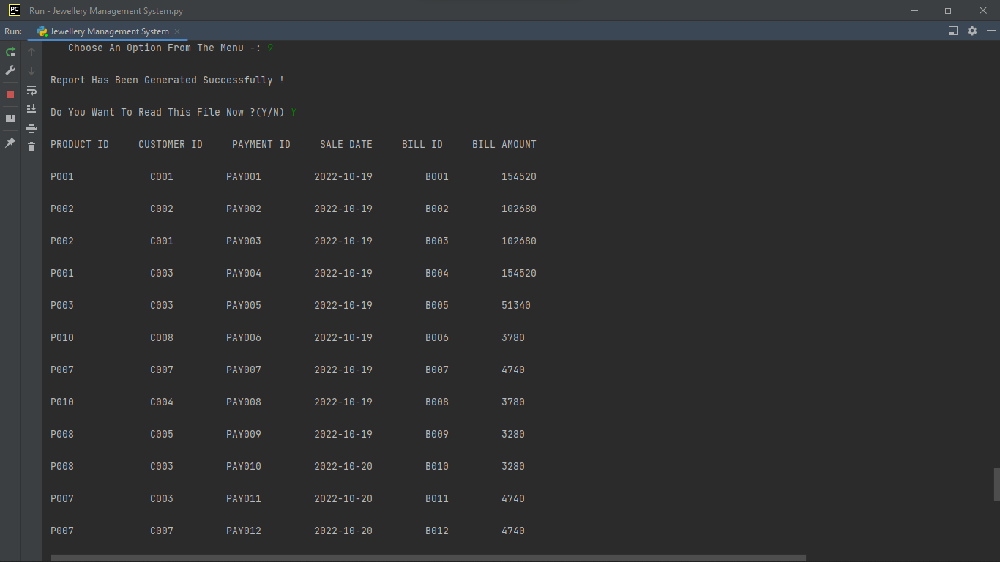 PC Run - Jewellery Management System.py
Run: Jewellery Management System
Choose An Option From The Menu -: 9
Report Has Been Generated Successfully !
Do You Want To Read This File Now ?(Y/N) Y
PRODUCT ID CUSTOMER ID PAYMENT ID SALE DATE BILL ID BILL AMOUNT
P001 C001 PAY001 2022-10-19 B001 154520
P002 C002 PAY002 2022-10-19 B002 102680
P002 C001 PAY003 2022-10-19 B003 102680
P001 C003 PAY004 2022-10-19 B004 154520
P003 C003 PAY005 2022-10-19 B005 51340
P010 C008 PAY006 2022-10-19 B006 3780
P007 C007 PAY007 2022-10-19 B007 4740
P010 C004 PAY008 2022-10-19 B008 3780
P008 C005 PAY009 2022-10-19 B009 3280
P008 C003 PAY010 2022-10-20 B010 3280
P007 C003 PAY011 2022-10-20 B011 4740
P007 C007 PAY012 2022-10-20 B012 4740